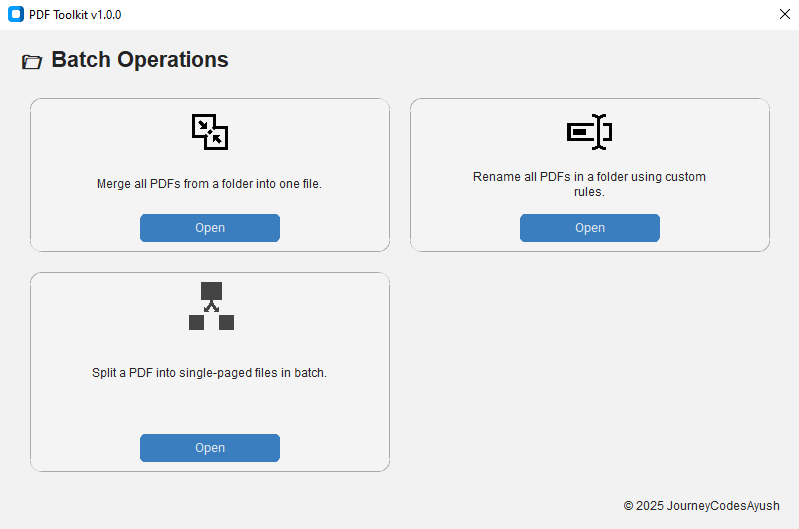 PDF Toolkit v1.0.0
Batch Operations
Merge all PDFs from a folder into one file.
Open
Rename all PDFs in a folder using custom
rules.
Open
Split a PDF into single-paged files in batch.
Open
© 2025 JourneyCodesAyush